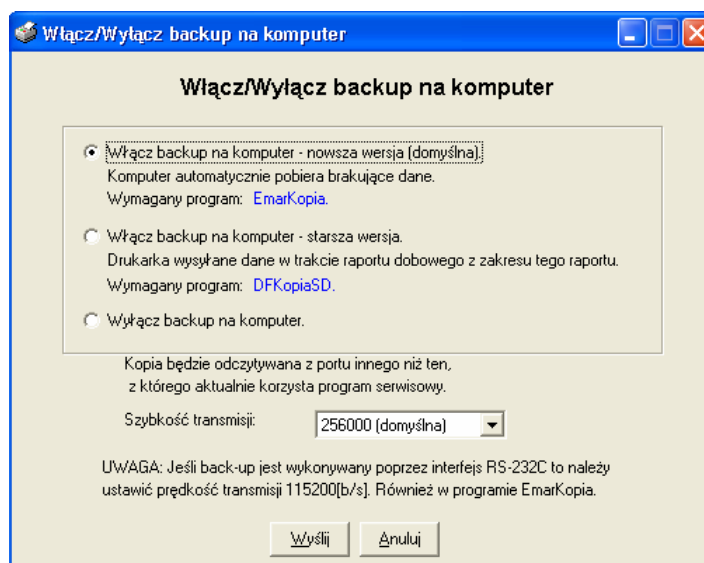 Włącz/Wyłącz backup na komputer
Włącz/Wyłącz backup na komputer
Włącz backup na komputer - nowsza wersja (domyślna).
Komputer automatycznie pobiera brakujące dane.
Wymagany program: EmarKopia.
Włącz backup na komputer - starsza wersja.
Drukarka wysyłane dane w trakcie raportu dobowego z zakresu tego raportu.
Wymagany program: DFKopiaSD.
Wyłącz backup na komputer.
Kopia będzie odczytywana z portu innego niż ten,
z którego aktualnie korzysta program serwisowy.
Szybkość transmisji: 256000 (domyślna)
UWAGA: Jeśli back-up jest wykonywany poprzez interfejs RS-232C to należy
ustawić prędkość transmisji 115200[b/s]. Również w programie EmarKopia.
Wyślij Anuluj